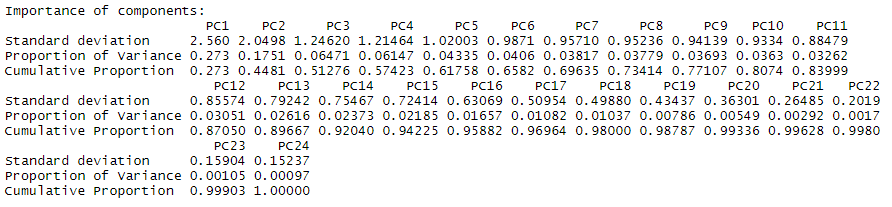 Importance of components:
PC1 PC2 PC3 PC4 PC5 PC6 PC7 PC8 PC9 PC10 PC11
Standard deviation 2.560 2.0498 1.24620 1.21464 1.02003 0.9871 0.95710 0.95236 0.94139 0.9334 0.88479
Proportion of Variance 0.273 0.1751 0.06471 0.06147 0.04335 0.0406 0.03817 0.03779 0.03693 0.0363 0.03262
Cumulative Proportion 0.273 0.4481 0.51276 0.57423 0.61758 0.6582 0.69635 0.73414 0.77107 0.8074 0.83999
PC12 PC13 PC14 PC15 PC16 PC17 PC18 PC19 PC20 PC21 PC22
Standard deviation 0.85574 0.79242 0.75467 0.72414 0.63069 0.50954 0.49880 0.43437 0.36301 0.26485 0.2019
Proportion of Variance 0.03051 0.02616 0.02373 0.02185 0.01657 0.01082 0.01037 0.00786 0.00549 0.00292 0.0017
Cumulative Proportion 0.87050 0.89667 0.92040 0.94225 0.95882 0.96964 0.98000 0.98787 0.99336 0.99628 0.9980
PC23 PC24
Standard deviation 0.15904 0.15237
Proportion of Variance 0.00105 0.00097
Cumulative Proportion 0.99903 1.00000